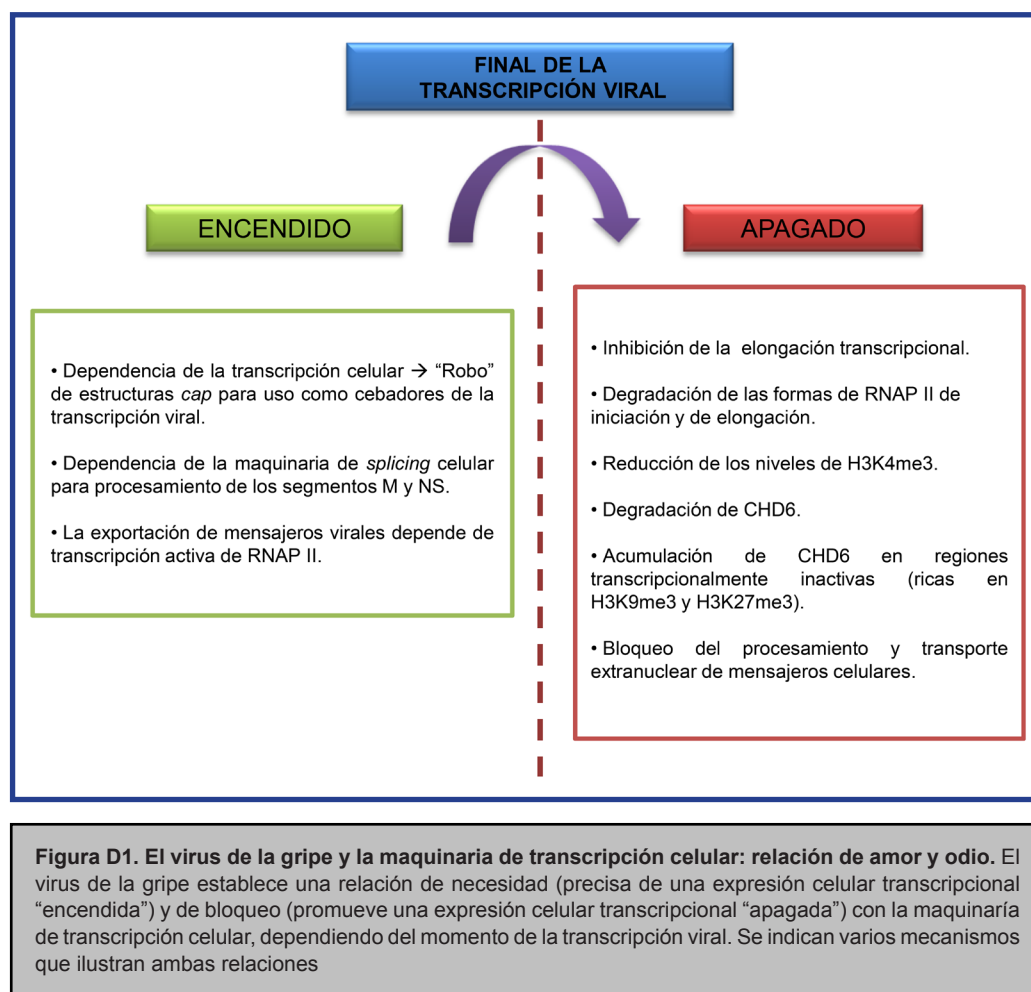 FINAL DE LA
TRANSCRIPCIÓN VIRAL
ENCENDIDO
APAGADO
• Dependencia de la transcripción celular → “Robo”
de estructuras cap para uso como cebadores de la
transcripción viral.
• Dependencia de la maquinaria de splicing celular
para procesamiento de los segmentos M y NS.
• La exportación de mensajeros virales depende de
transcripción activa de RNAP II.
• Inhibición de la elongación transcripcional.
• Degradación de las formas de RNAP II de
iniciación y de elongación.
• Reducción de los niveles de H3K4me3.
• Degradación de CHD6.
• Acumulación de CHD6 en regiones
transcripcionalmente inactivas (ricas en
H3K9me3 y H3K27me3).
• Bloqueo del procesamiento y transporte
extranuclear de mensajeros celulares.
Figura D1. El virus de la gripe y la maquinaria de transcripción celular: relación de amor y odio. El
virus de la gripe establece una relación de necesidad (precisa de una expresión celular transcripcional
“encendida”) y de bloqueo (promueve una expresión celular transcripcional “apagada”) con la maquinaría
de transcripción celular, dependiendo del momento de la transcripción viral. Se indican varios mecanismos
que ilustran ambas relaciones